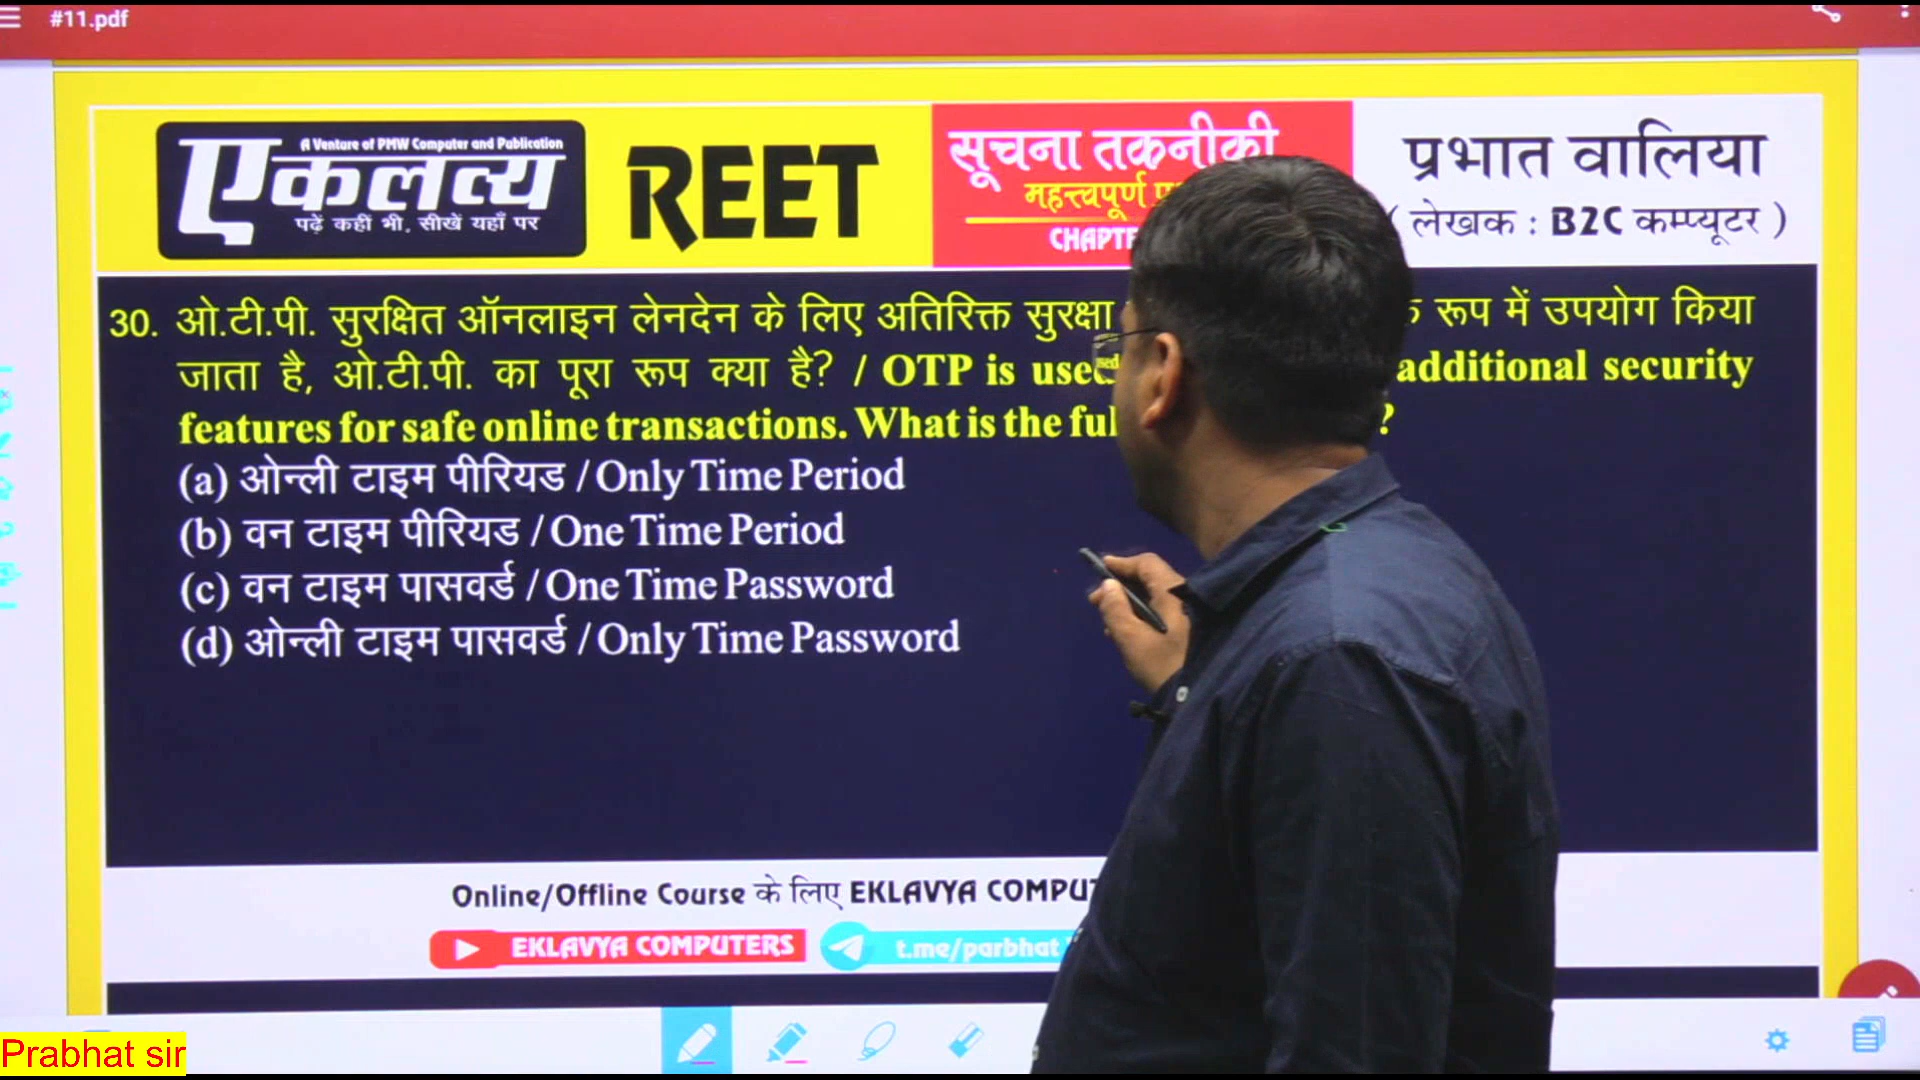 #11.pdf
A Venture of PMW Computer and Publication
एकलव्य
पढ़ें कहीं भी, सीखें यहाँ पर
REET
सूचना तकनीकी
महत्त्वपूर्ण
प्रभात वालिया
( लेखक : B2C कम्प्यूटर )
30. ओ.टी.पी. सुरक्षित ऑनलाइन लेनदेन के लिए अतिरिक्त सुरक्षा रूप में उपयोग किया
जाता है, ओ.टी.पी. का पूरा रूप क्या है? / OTP is used additional security
features for safe online transactions. What is the ?
(a) ओन्ली टाइम पीरियड / Only Time Period
(b) वन टाइम पीरियड / One Time Period
(c) वन टाइम पासवर्ड / One Time Password
(d) ओन्ली टाइम पासवर्ड / Only Time Password
Online/Offline Course के लिए EKLAVYA
EKLAVYA COMPUTERS
t.me/parbhat
Prabhat sir